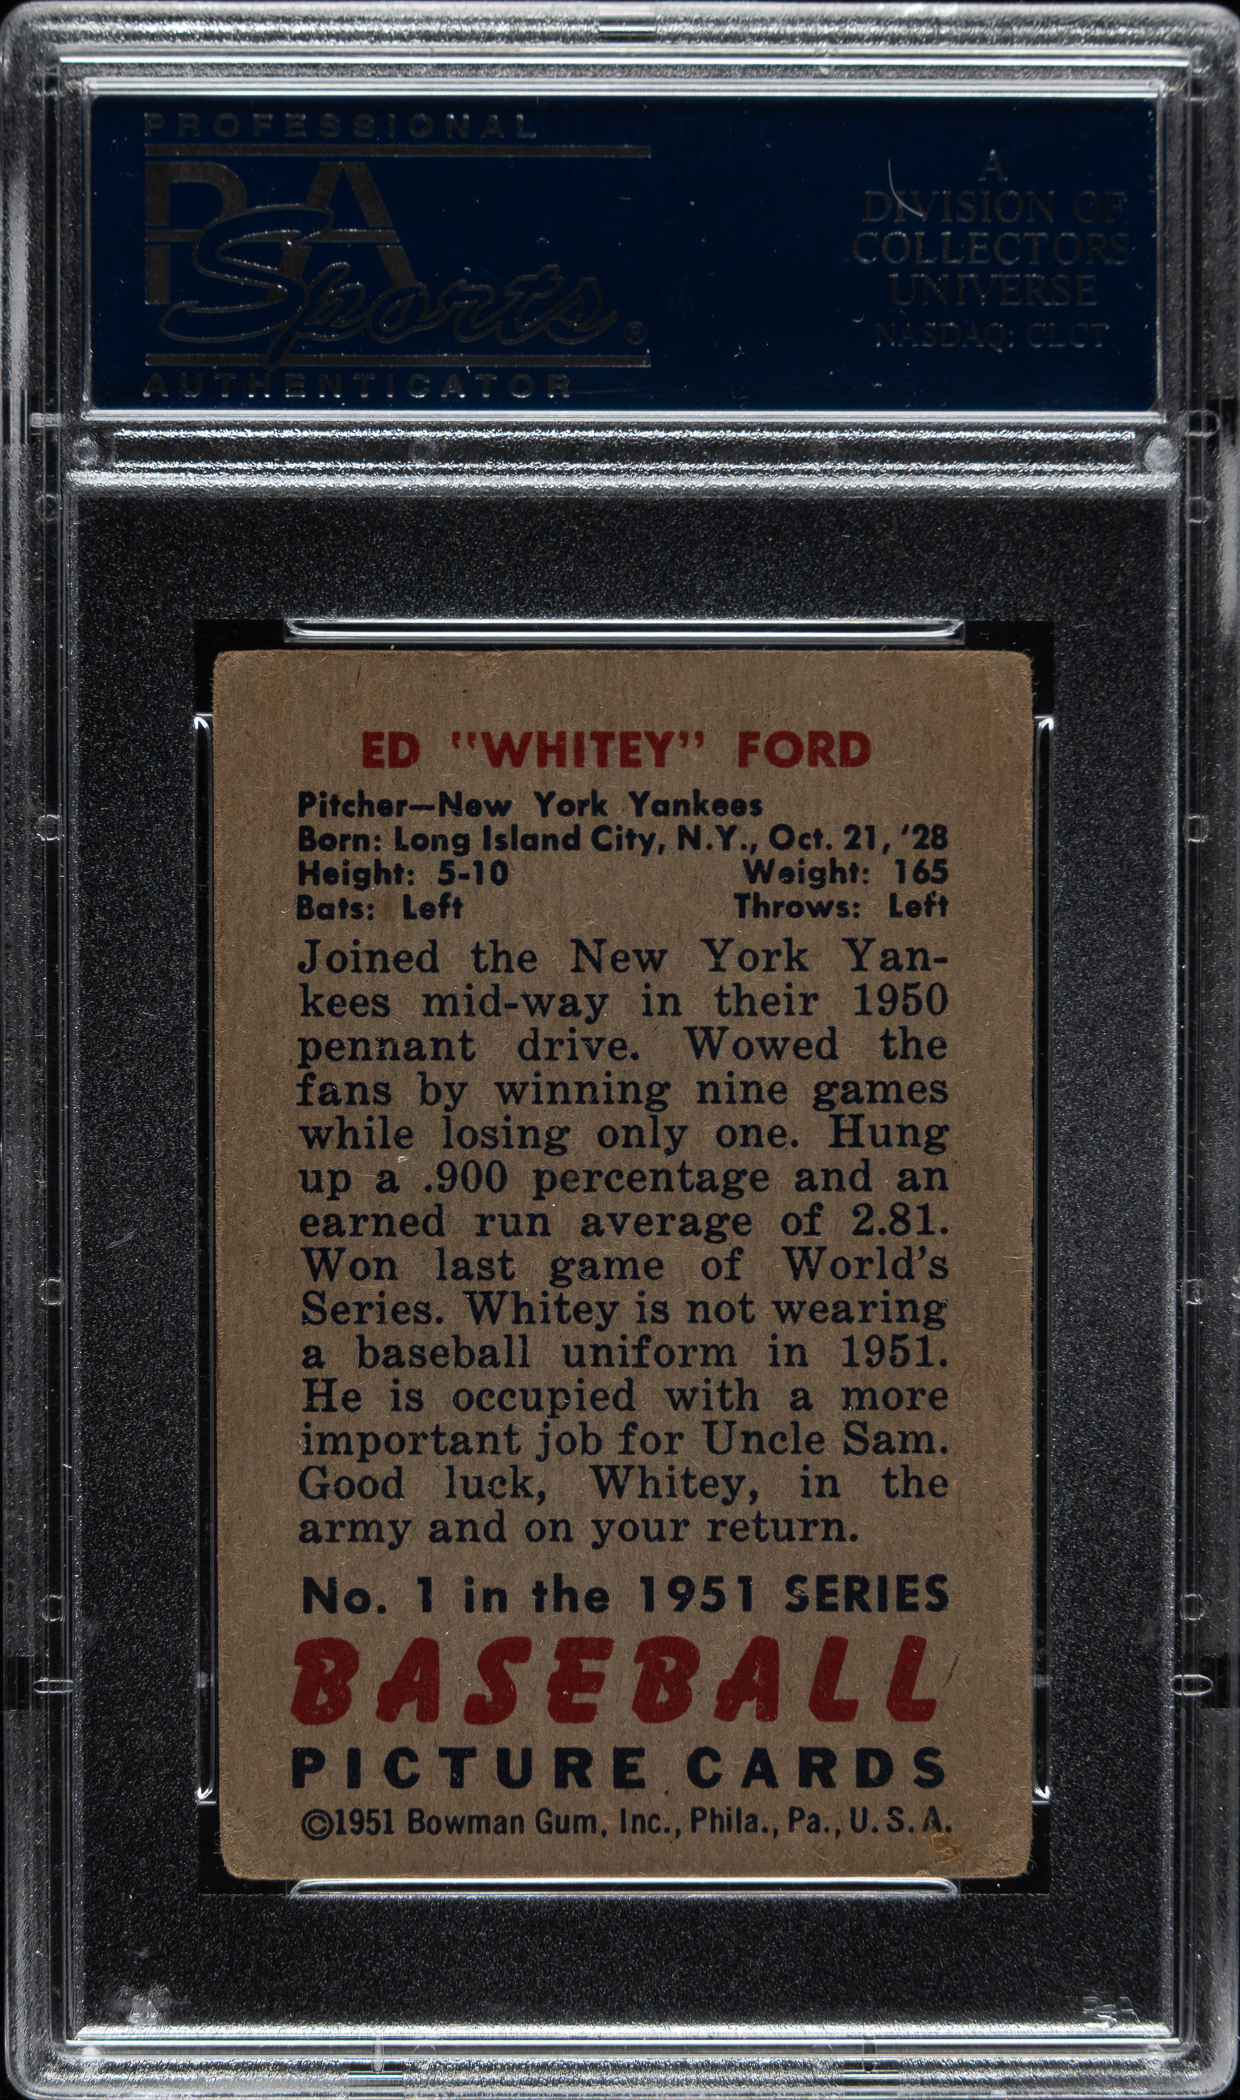 PROFESSIONAL
PSA
Sports®
AUTHENTICATOR
A
DIVISION OF
COLLECTORS
UNIVERSE
NASDAQ: CLCT
ED "WHITEY" FORD
Pitcher—New York Yankees
Born: Long Island City, N.Y., Oct. 21, '28
Height: 5-10 Weight: 165
Bats: Left Throws: Left
Joined the New York Yan-
kees mid-way in their 1950
pennant drive. Wowed the
fans by winning nine games
while losing only one. Hung
up a .900 percentage and an
earned run average of 2.81.
Won last game of World's
Series. Whitey is not wearing
a baseball uniform in 1951.
He is occupied with a more
important job for Uncle Sam.
Good luck, Whitey, in the
army and on your return.
No. 1 in the 1951 SERIES
BASEBALL
PICTURE CARDS
©1951 Bowman Gum, Inc., Phila., Pa., U.S.A.
PSA